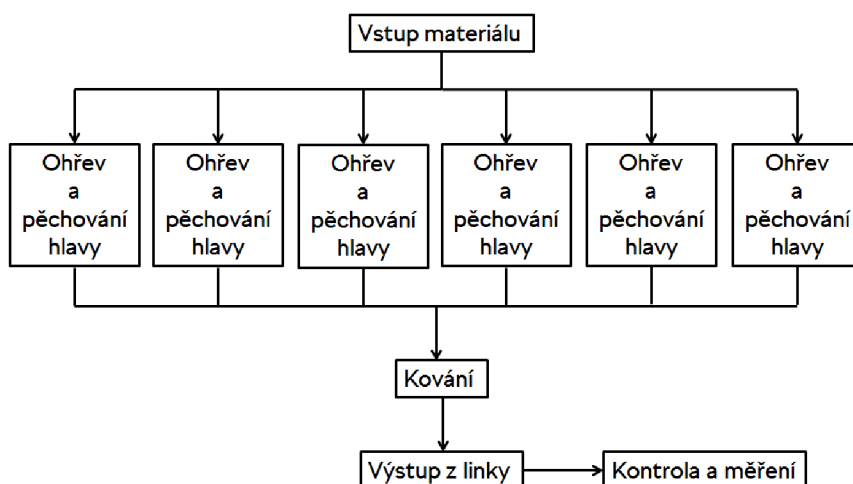 Vstup materiálu
Ohřev
a
pěchování
hlavy
Ohřev
a
pěchování
hlavy
Ohřev
a
pěchování
hlavy
Ohřev
a
pěchování
hlavy
Ohřev
a
pěchování
hlavy
Ohřev
a
pěchování
hlavy
Kování
Výstup z linky
Kontrola a měření